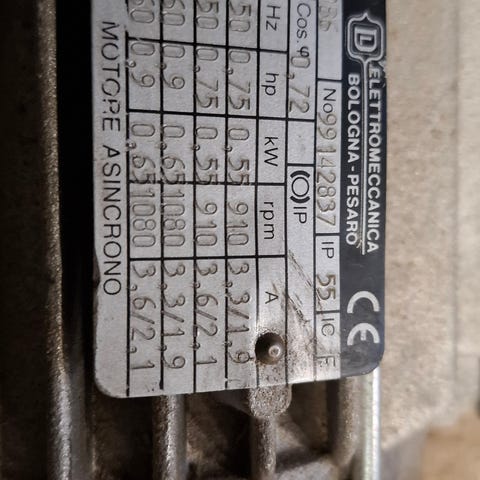 ELETTROMECCANICA
BOLOGNA - PESARO
CE
No 99142837 IP 55 IC F
Cos.φ 0,72 IP
Hz hp kW rpm A
50 0,75 0,55 910 3,3/1,9
50 0,75 0,55 910 3,6/2,1
60 0,9 0,65 1080 3,3/1,9
60 0,9 0,65 1080 3,6/2,1
MOTORE ASINCRONO